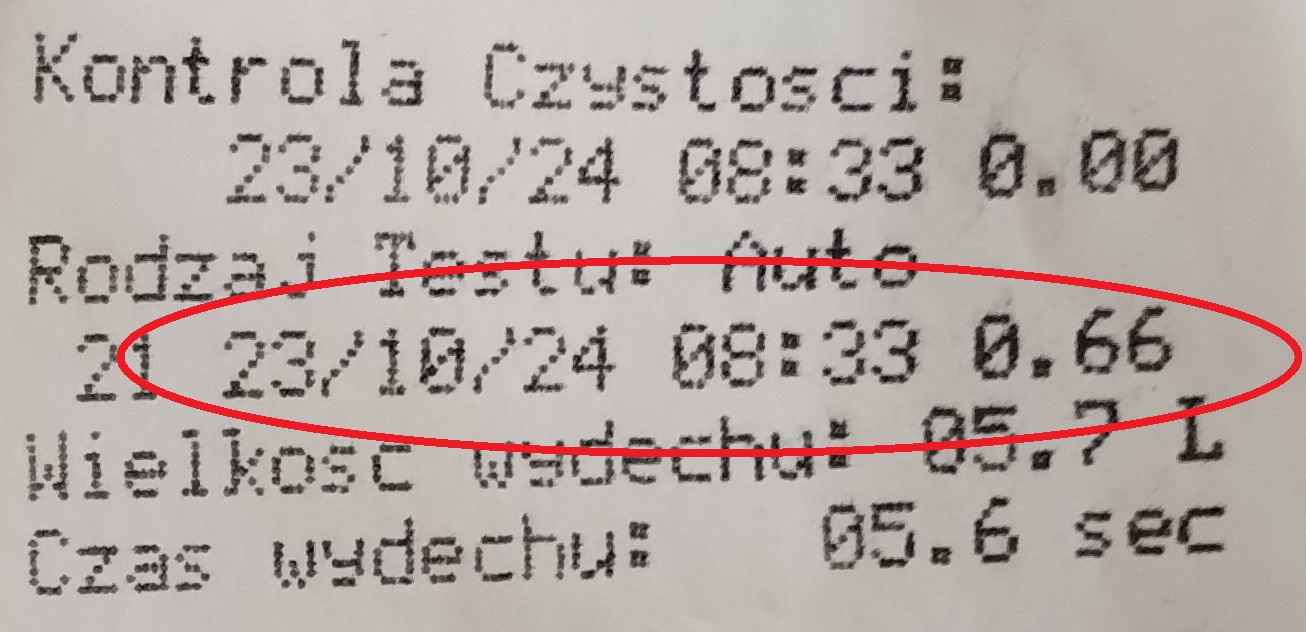 Kontrola Czystosci:
23/10/24 08:33 0.00
Rodzaj Testu: Auto
21 23/10/24 08:33 0.66
Wielkosc wydechu: 05.7 L
Czas wydechu: 05.6 sec